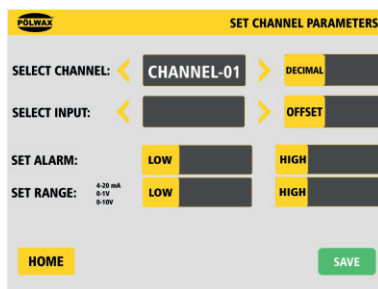 POLWAX
SET CHANNEL PARAMETERS
SELECT CHANNEL: CHANNEL-01 DECIMAL
SELECT INPUT: OFFSET
SET ALARM: LOW HIGH
SET RANGE: 4-20 mA LOW HIGH
0-1V
0-10V
HOME SAVE